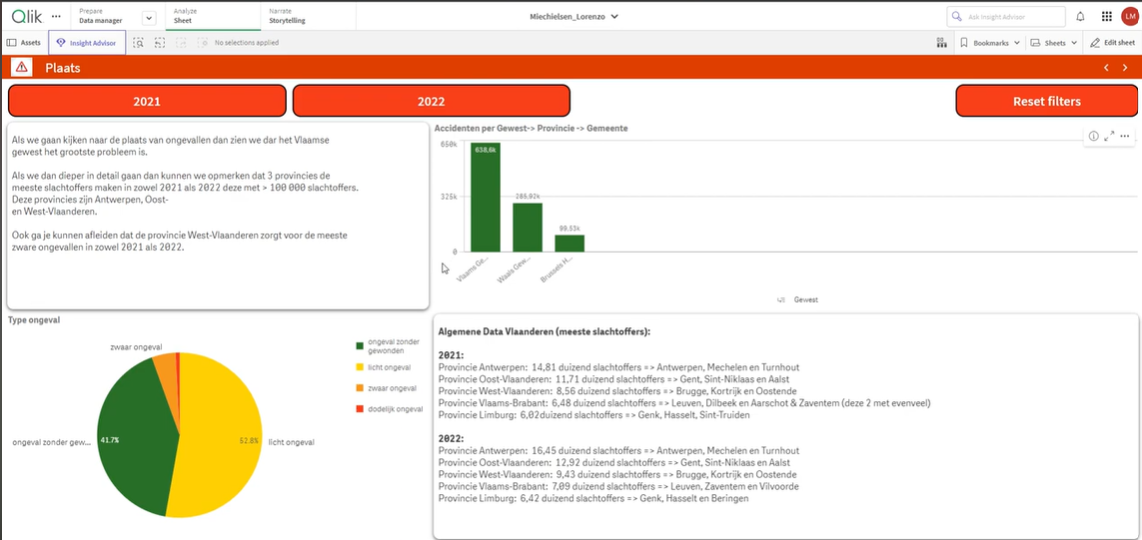 Qlik
Prepare
Data manager
Analyze
Sheet
Narrate
Storytelling
Miechielsen_Lorenzo
Ask Insight Advisor
LM
Assets
Insight Advisor
No selections applied
Bookmarks
Sheets
Edit sheet
Plaats
2021
2022
Reset filters
Als we gaan kijken naar de plaats van ongevallen dan zien we dar het Vlaamse
gewest het grootste probleem is.
Als we dan dieper in detail gaan dan kunnen we opmerken dat 3 provincies de
meeste slachtoffers maken in zowel 2021 als 2022 deze met > 100 000 slachtoffers.
Deze provincies zijn Antwerpen, Oost-
en West-Vlaanderen.
Ook ga je kunnen afleiden dat de provincie West-Vlaanderen zorgt voor de meeste
zware ongevallen in zowel 2021 als 2022.
Accidenten per Gewest-> Provincie -> Gemeente
650k
325k
0
638,6k
99,53k
Vlaams Ge...
Waals Gew...
Brussels H...
Gewest
Type ongeval
zwaar ongeval
ongeval zonder gew...
41.7%
52.8%
licht ongeval
ongeval zonder
gewonden
licht ongeval
zwaar ongeval
dodelijk ongeval
Algemene Data Vlaanderen (meeste slachtoffers):
2021:
Provincie Antwerpen: 14,81 duizend slachtoffers => Antwerpen, Mechelen en Turnhout
Provincie Oost-Vlaanderen: 11,71 duizend slachtoffers => Gent, Sint-Niklaas en Aalst
Provincie West-Vlaanderen: 8,56 duizend slachtoffers => Brugge, Kortrijk en Oostende
Provincie Vlaams-Brabant: 6,48 duizend slachtoffers => Leuven, Dilbeek en Aarschot & Zaventem (deze 2 met evenveel)
Provincie Limburg: 6,02duizend slachtoffers => Genk, Hasselt, Sint-Truiden
2022:
Provincie Antwerpen: 16,45 duizend slachtoffers => Antwerpen, Mechelen en Turnhout
Provincie Oost-Vlaanderen: 12,92 duizend slachtoffers => Gent, Sint-Niklaas en Aalst
Provincie West-Vlaanderen: 9,43 duizend slachtoffers => Brugge, Kortrijk en Oostende
Provincie Vlaams-Brabant: 7,09 duizend slachtoffers => Leuven, Zaventem en Vilvoorde
Provincie Limburg: 6,42 duizend slachtoffers => Genk, Hasselt en Beringen